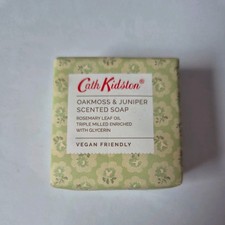 Cath Kidston®
OAKMOSS & JUNIPER
SCENTED SOAP
ROSEMARY LEAF OIL
TRIPLE MILLED ENRICHED
WITH GLYCERIN
VEGAN FRIENDLY